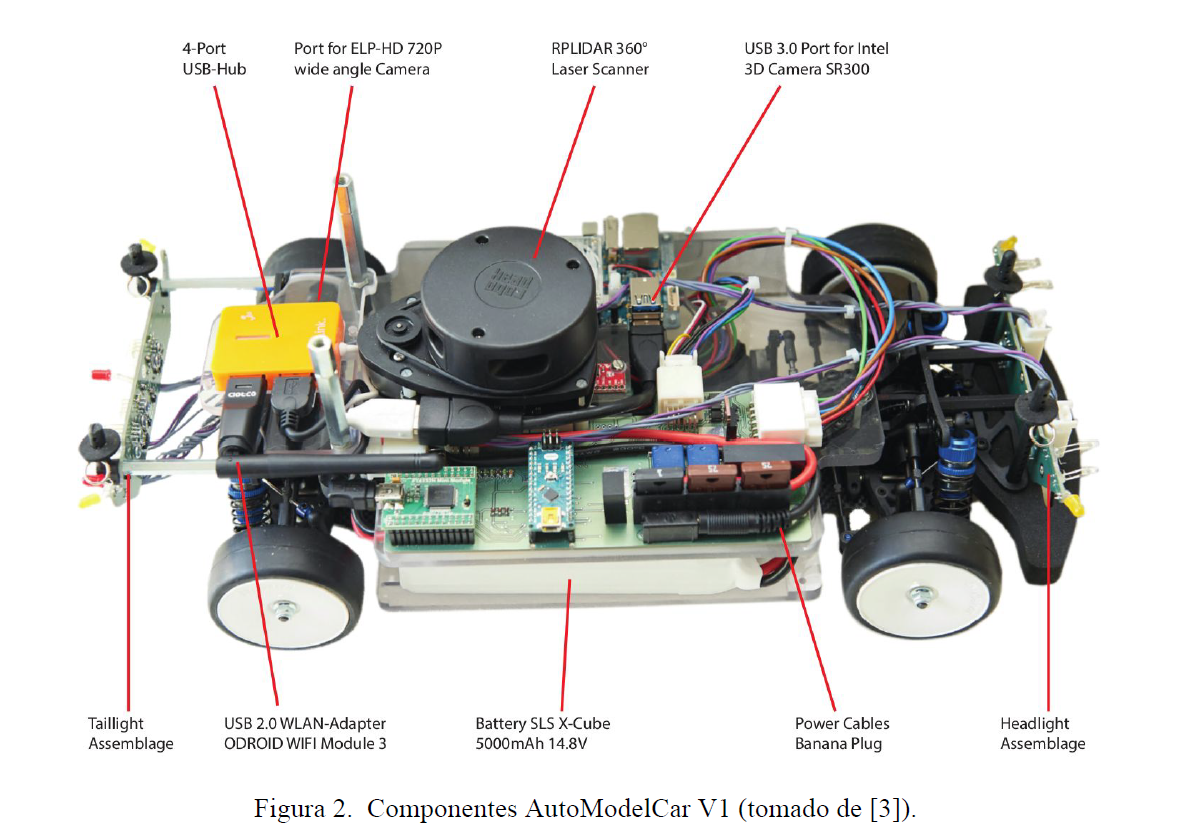 4-Port
USB-Hub
Port for ELP-HD 720P
wide angle Camera
RPLIDAR 360°
Laser Scanner
USB 3.0 Port for Intel
3D Camera SR300
Taillight
Assemblage
USB 2.0 WLAN-Adapter
ODROID WIFI Module 3
Battery SLS X-Cube
5000mAh 14.8V
Power Cables
Banana Plug
Headlight
Assemblage
Figura 2.  Componentes AutoModelCar V1 (tomado de [3]).